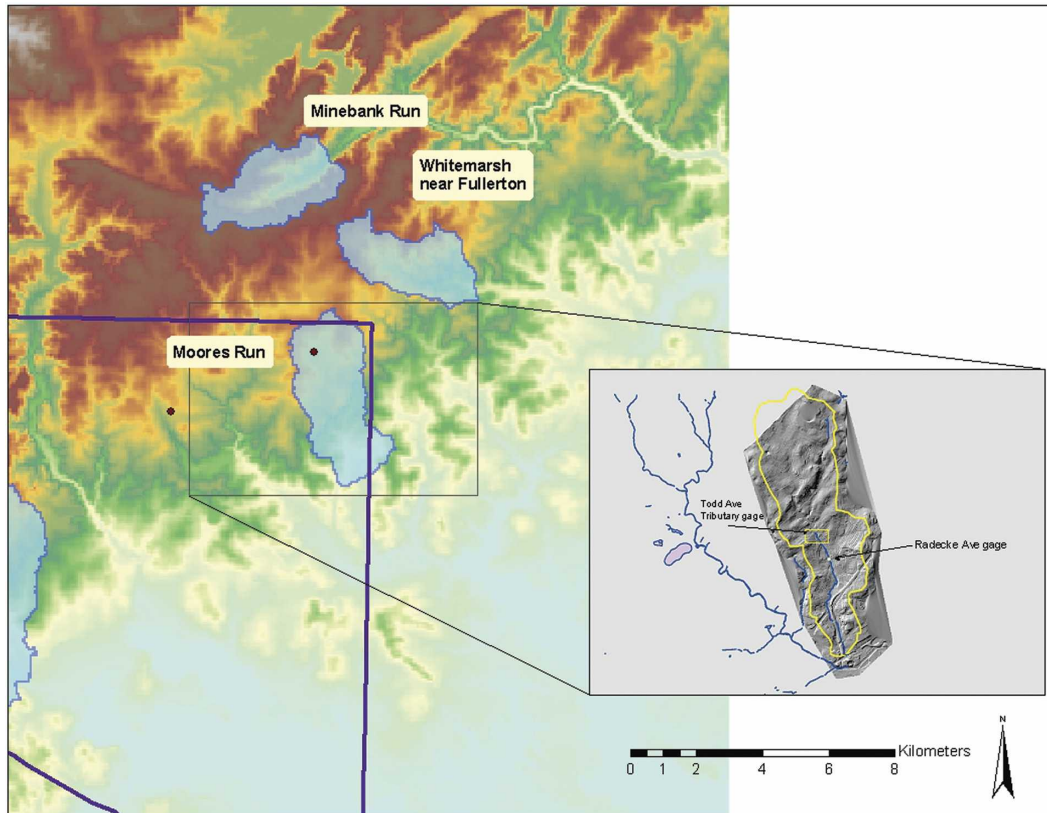 Minebank Run
Whitemarsh
near Fullerton
Moores Run
Todd Ave
Tributary gage
Radecke Ave gage
N
Kilometers
0 1 2 4 6 8